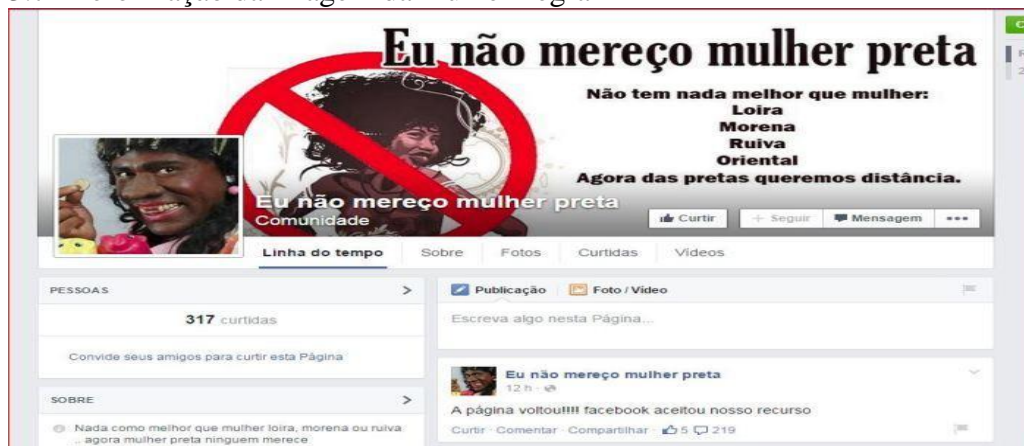 Eu não mereço mulher preta
Não tem nada melhor que mulher:
Loira
Morena
Ruiva
Oriental
Agora das pretas queremos distância.
Eu não mereço mulher preta
Comunidade
Curtir
+ Seguir
Mensagem
Linha do tempo
Sobre
Fotos
Curtidas
Vídeos
PESSOAS
317 curtidas
Convide seus amigos para curtir esta Página
SOBRE
Nada como melhor que mulher loira, morena ou ruiva
.. agora mulher preta ninguem merece
Publicação
Foto / Vídeo
Escreva algo nesta Página...
Eu não mereço mulher preta
12 h
A página voltou!!!! facebook aceitou nosso recurso
Curtir · Comentar · Compartilhar · 5 219